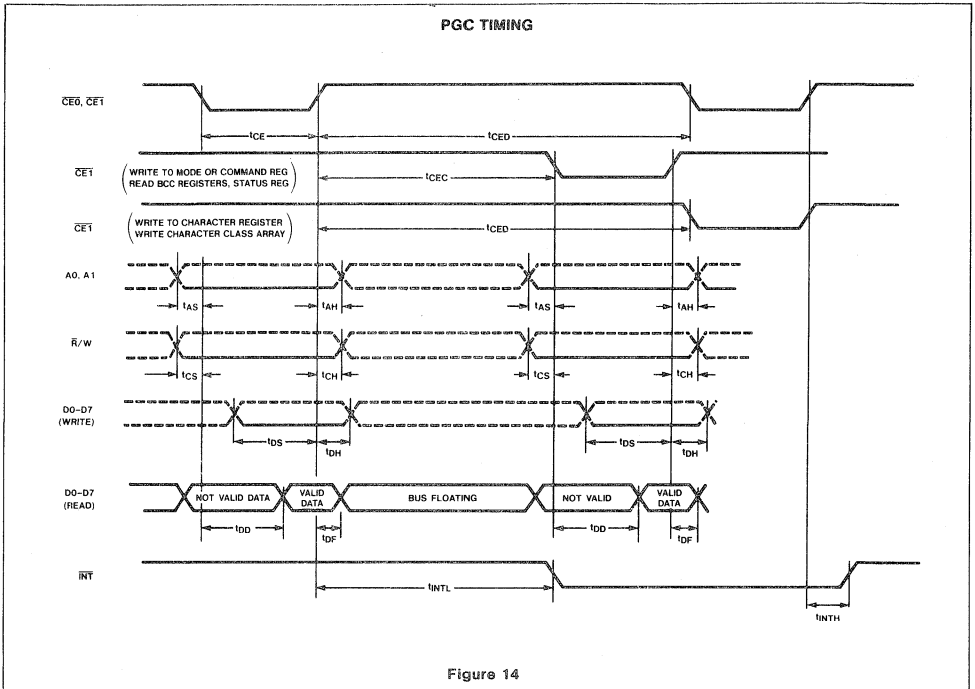 PGC TIMING
CE0, CE1
tCE
tCED
CE1
(WRITE TO MODE OR COMMAND REG
READ BCC REGISTERS, STATUS REG)
tCEC
CE1
(WRITE TO CHARACTER REGISTER
WRITE CHARACTER CLASS ARRAY)
tCED
A0, A1
tAS
tAH
tAS
tAH
R̅/W
tCS
tCH
tCS
tCH
D0-D7
(WRITE)
tDS
tDH
tDS
tDH
D0-D7
(READ)
NOT VALID DATA
VALID
DATA
BUS FLOATING
NOT VALID
VALID
DATA
tDD
tDF
tDD
tDF
INT
tINTL
tINTH
Figure 14